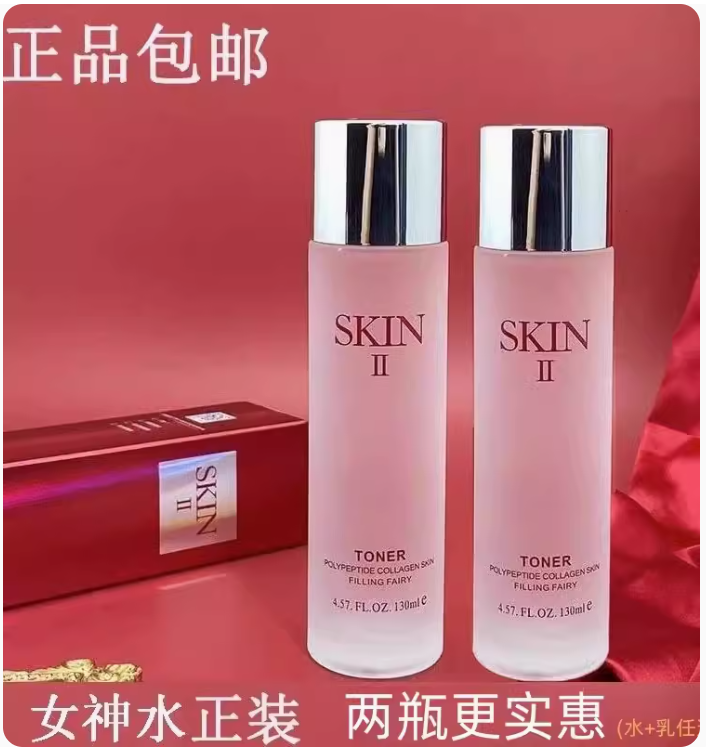 正品包邮
SKIN
II
TONER
POLYPEPTIDE COLLAGEN SKIN
FILLING FAIRY
4.57. FL.OZ. 130ml e
SKIN
II
TONER
POLYPEPTIDE COLLAGEN SKIN
FILLING FAIRY
4.57. FL.OZ. 130ml e
SKIN
II
女神水正装 两瓶更实惠 (水+乳任